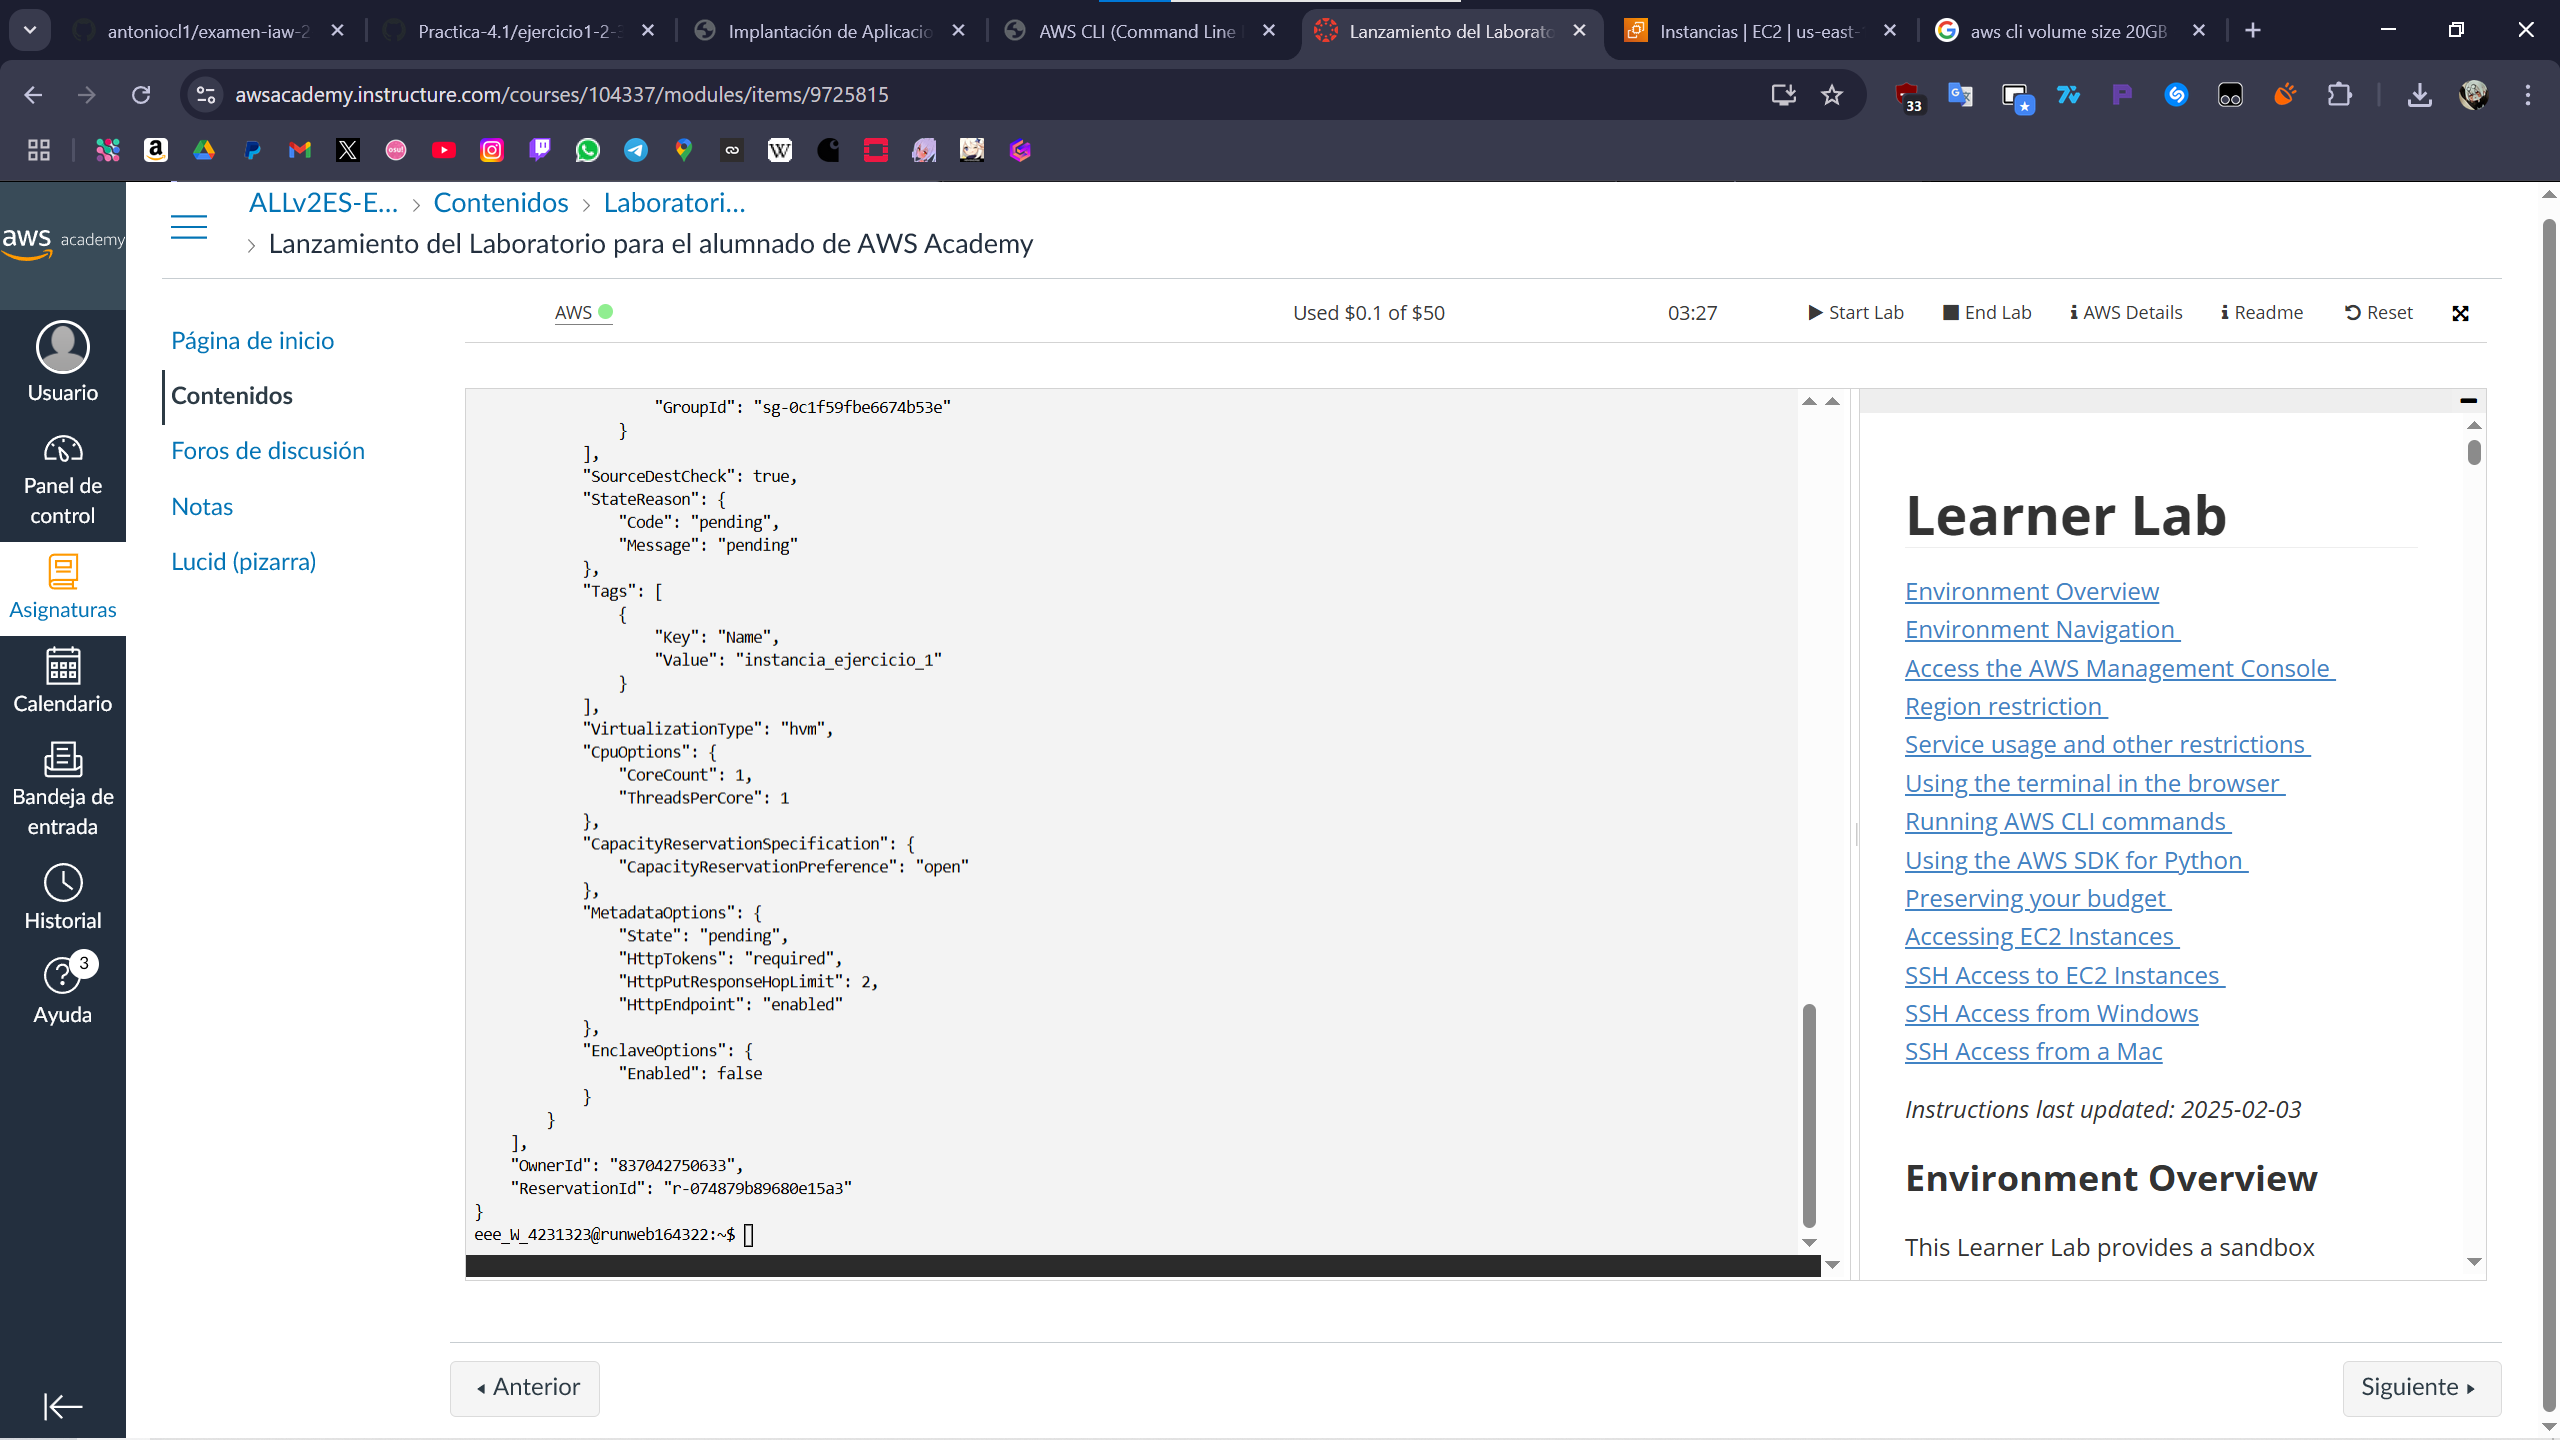 antoniocl1/examen-iaw-2
Practica-4.1/ejercicio1-2-3
Implantación de Aplicacio
AWS CLI (Command Line
Lanzamiento del Laborato
Instancias | EC2 | us-east-
aws cli volume size 20GB
awsacademy.instructure.com/courses/104337/modules/items/9725815
33
aws academy
ALLv2ES-E... › Contenidos › Laboratori...
› Lanzamiento del Laboratorio para el alumnado de AWS Academy
Usuario
Panel de
control
Asignaturas
Calendario
Bandeja de
entrada
Historial
3
Ayuda
Página de inicio
Contenidos
Foros de discusión
Notas
Lucid (pizarra)
AWS
Used $0.1 of $50
03:27
Start Lab
End Lab
AWS Details
Readme
Reset
"GroupId": "sg-0c1f59fbe6674b53e"
}
],
"SourceDestCheck": true,
"StateReason": {
"Code": "pending",
"Message": "pending"
},
"Tags": [
{
"Key": "Name",
"Value": "instancia_ejercicio_1"
}
],
"VirtualizationType": "hvm",
"CpuOptions": {
"CoreCount": 1,
"ThreadsPerCore": 1
},
"CapacityReservationSpecification": {
"CapacityReservationPreference": "open"
},
"MetadataOptions": {
"State": "pending",
"HttpTokens": "required",
"HttpPutResponseHopLimit": 2,
"HttpEndpoint": "enabled"
},
"EnclaveOptions": {
"Enabled": false
}
}
],
"OwnerId": "837042750633",
"ReservationId": "r-074879b89680e15a3"
}
eee_W_4231323@runweb164322:~$
Learner Lab
Environment Overview
Environment Navigation
Access the AWS Management Console
Region restriction
Service usage and other restrictions
Using the terminal in the browser
Running AWS CLI commands
Using the AWS SDK for Python
Preserving your budget
Accessing EC2 Instances
SSH Access to EC2 Instances
SSH Access from Windows
SSH Access from a Mac
Instructions last updated: 2025-02-03
Environment Overview
This Learner Lab provides a sandbox
Anterior
Siguiente